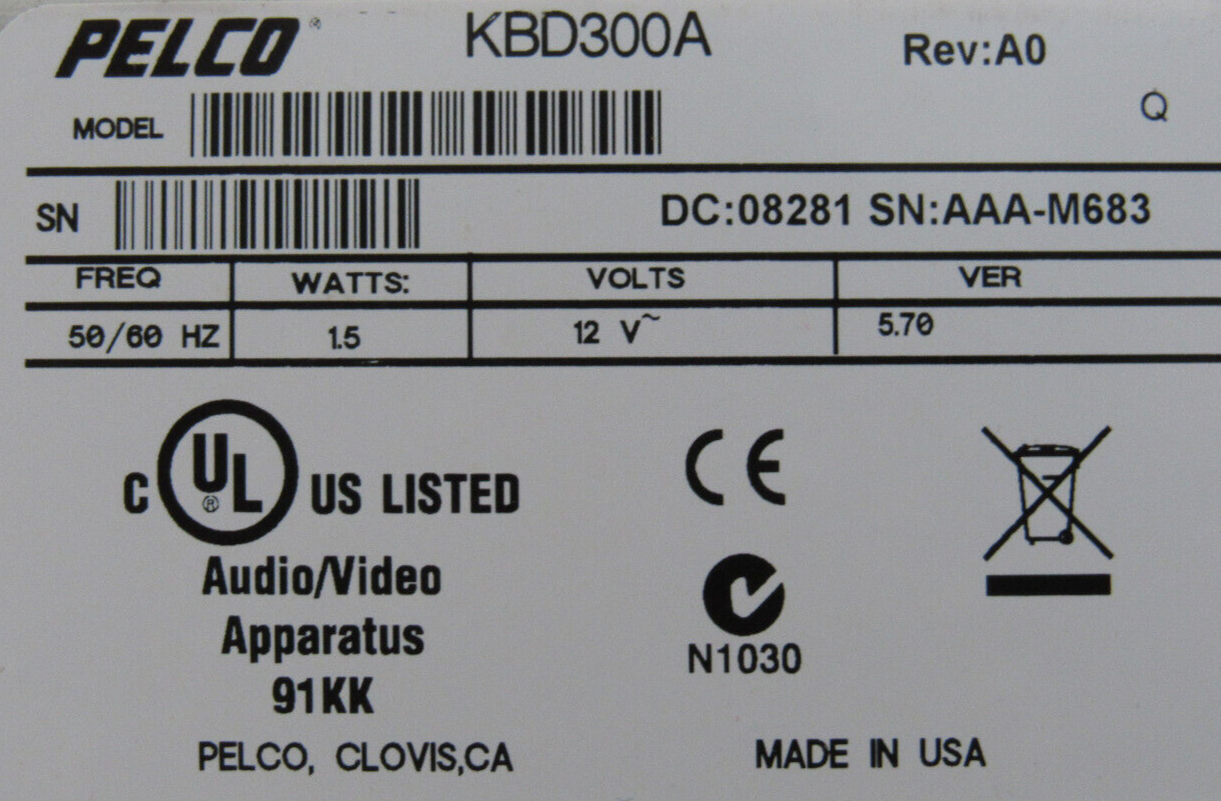 PELCO® KBD300A Rev:A0
MODEL Q
SN DC:08281 SN:AAA-M683
FREQ WATTS: VOLTS VER
50/60 HZ 1.5 12 V~ 5.70
C UL® US LISTED
CE
Audio/Video
Apparatus
91KK
N1030
PELCO, CLOVIS,CA MADE IN USA